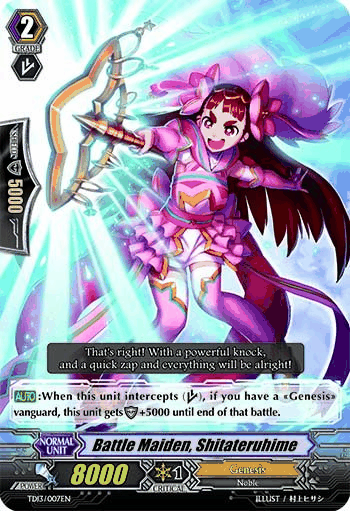 2
GRADE
SHIELD
5000
That's right! With a powerful knock,
and a quick zap and everything will be alright!
AUTO:When this unit intercepts ( ), if you have a «Genesis»
vanguard, this unit gets +5000 until end of that battle.
NORMAL
UNIT
Battle Maiden, Shitateruhime
POWER
8000
1
CRITICAL
Genesis
Noble
TD13/007EN
ILLUST / 村上ヒサシ